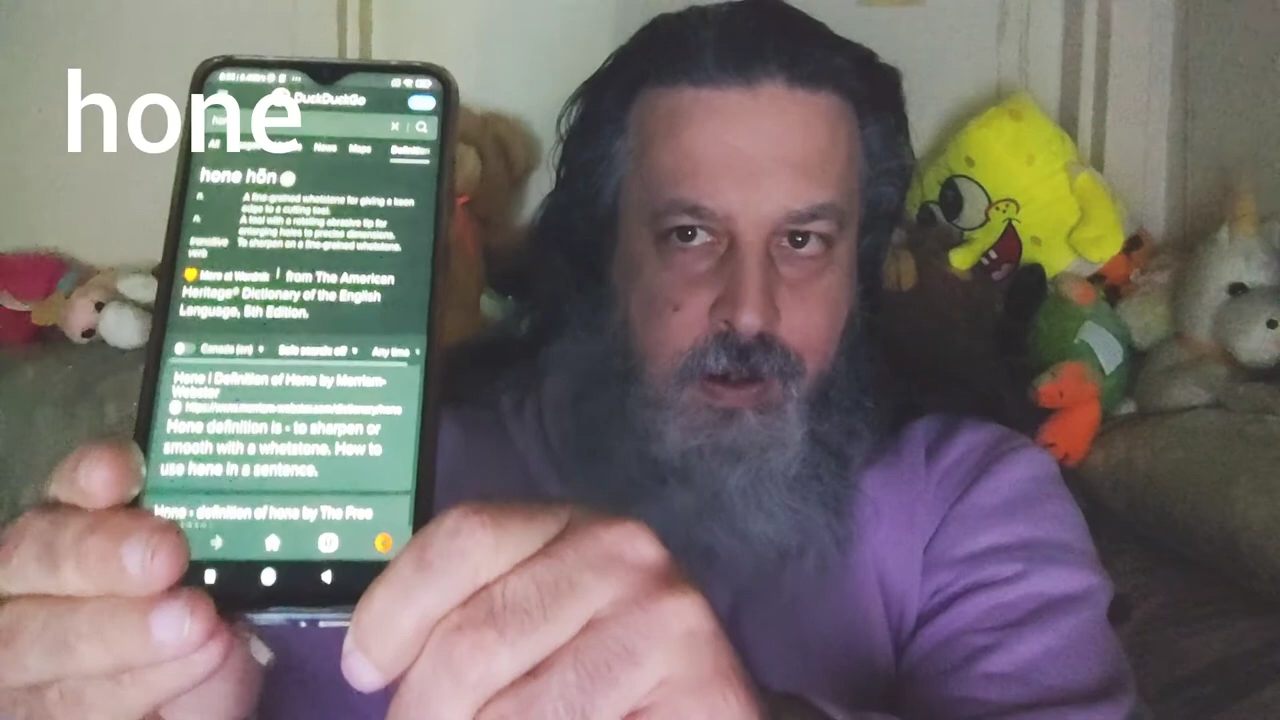 hone
DuckDuckGo
All News Maps Definition
hone hōn
n A fine-grained whetstone for giving a keen
edge to a cutting tool.
n A tool with a rotating abrasive tip for
enlarging holes to precise dimensions.
transitive To sharpen on a fine-grained whetstone.
verb
More at Wordnik | from The American
Heritage® Dictionary of the English
Language, 5th Edition.
Canada (en) Safe search: off Any time
Hone | Definition of Hone by Merriam-
Webster
Hone definition is - to sharpen or
smooth with a whetstone. How to
use hone in a sentence.
Hone - definition of hone by The Free